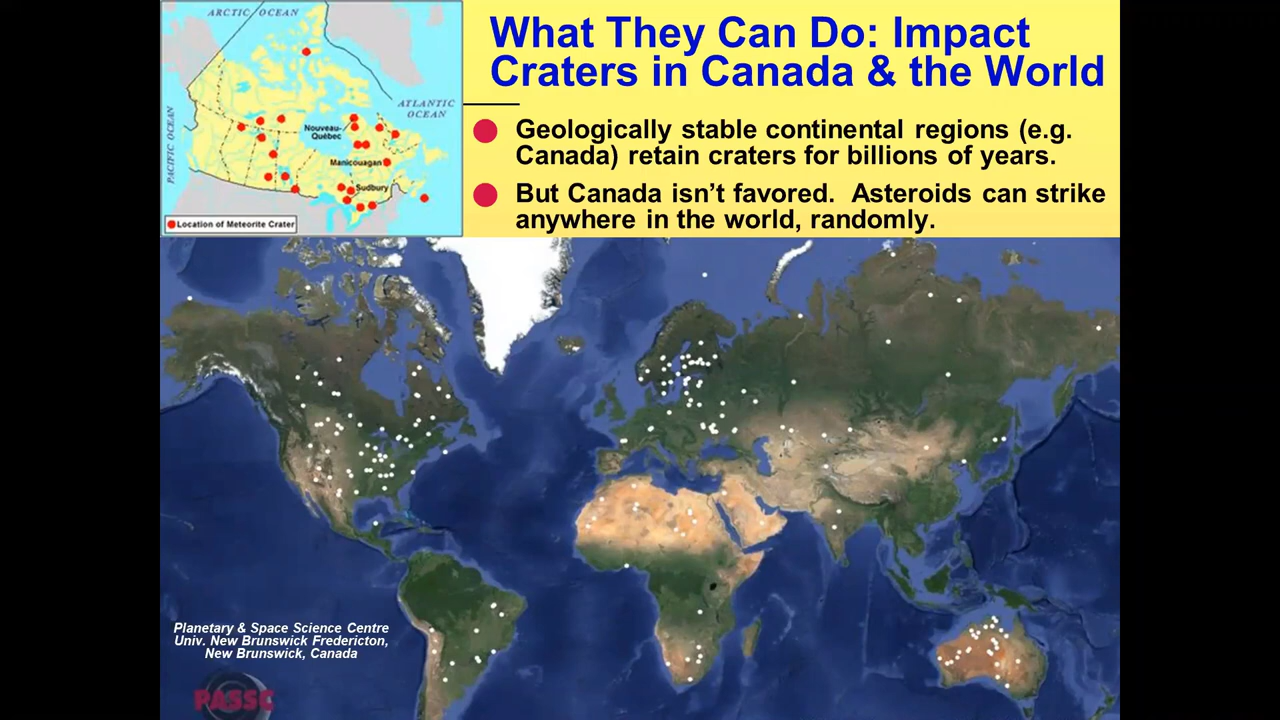 What They Can Do: Impact
Craters in Canada & the World
ARCTIC OCEAN
ATLANTIC
OCEAN
PACIFIC OCEAN
Nouveau-
Québec
Manicouagan
Sudbury
Location of Meteorite Crater
Geologically stable continental regions (e.g.
Canada) retain craters for billions of years.
But Canada isn’t favored.  Asteroids can strike
anywhere in the world, randomly.
Planetary & Space Science Centre
Univ. New Brunswick Fredericton,
New Brunswick, Canada
PASSC